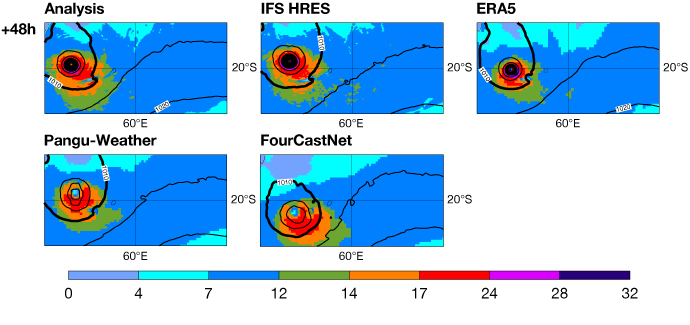 Analysis IFS HRES ERA5
+48h
1010 1020 1010 1010 1020
20°S 20°S
60°E 60°E 60°E
Pangu-Weather FourCastNet
1010 1010
20°S 20°S
60°E 60°E
0 4 7 12 14 17 24 28 32